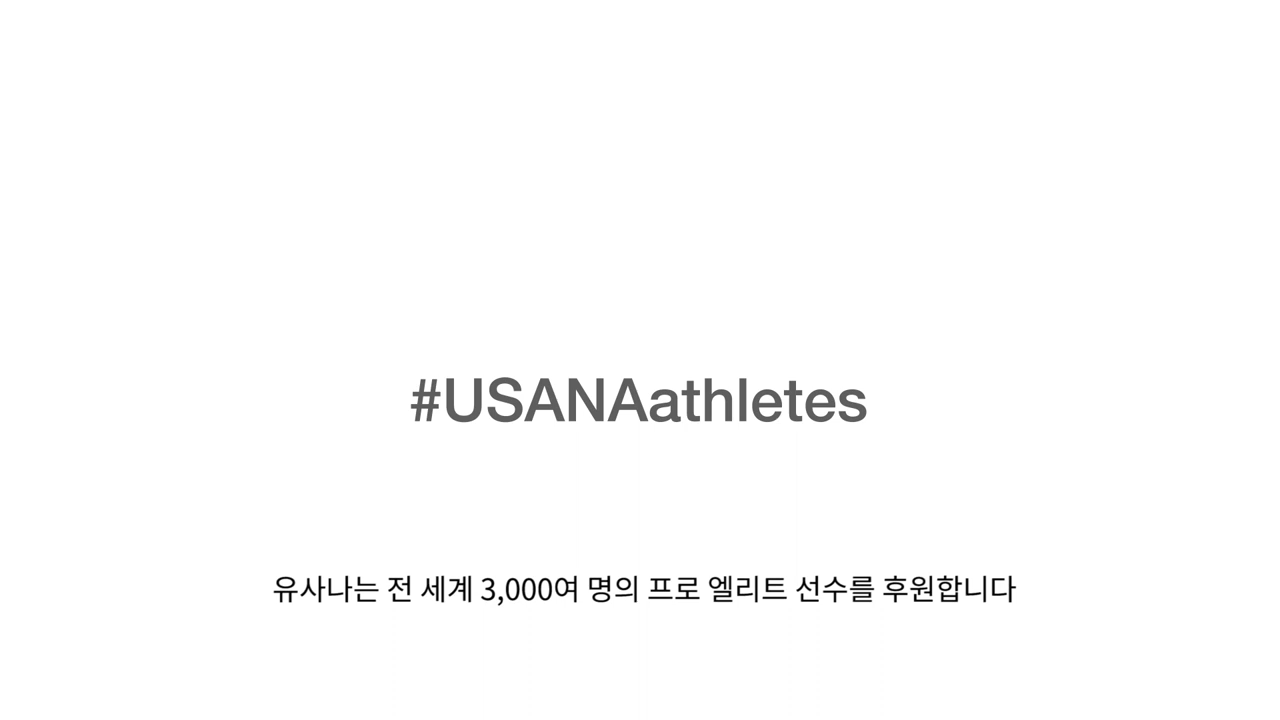 #USANAathletes
유사나는 전 세계 3,000여 명의 프로 엘리트 선수를 후원합니다